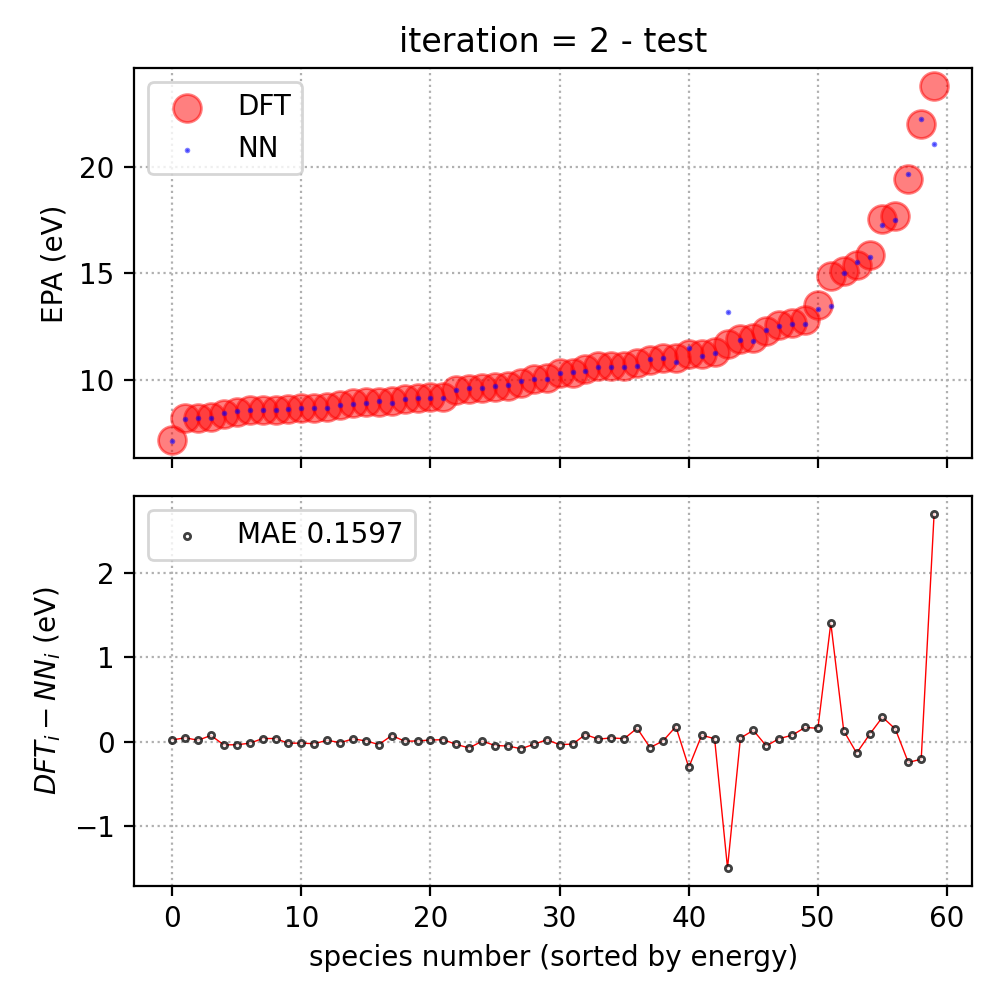 iteration = 2 - test
DFT
NN
EPA (eV)
20
15
10
MAE 0.1597
DFT_i − NN_i (eV)
2
1
0
−1
0 10 20 30 40 50 60
species number (sorted by energy)